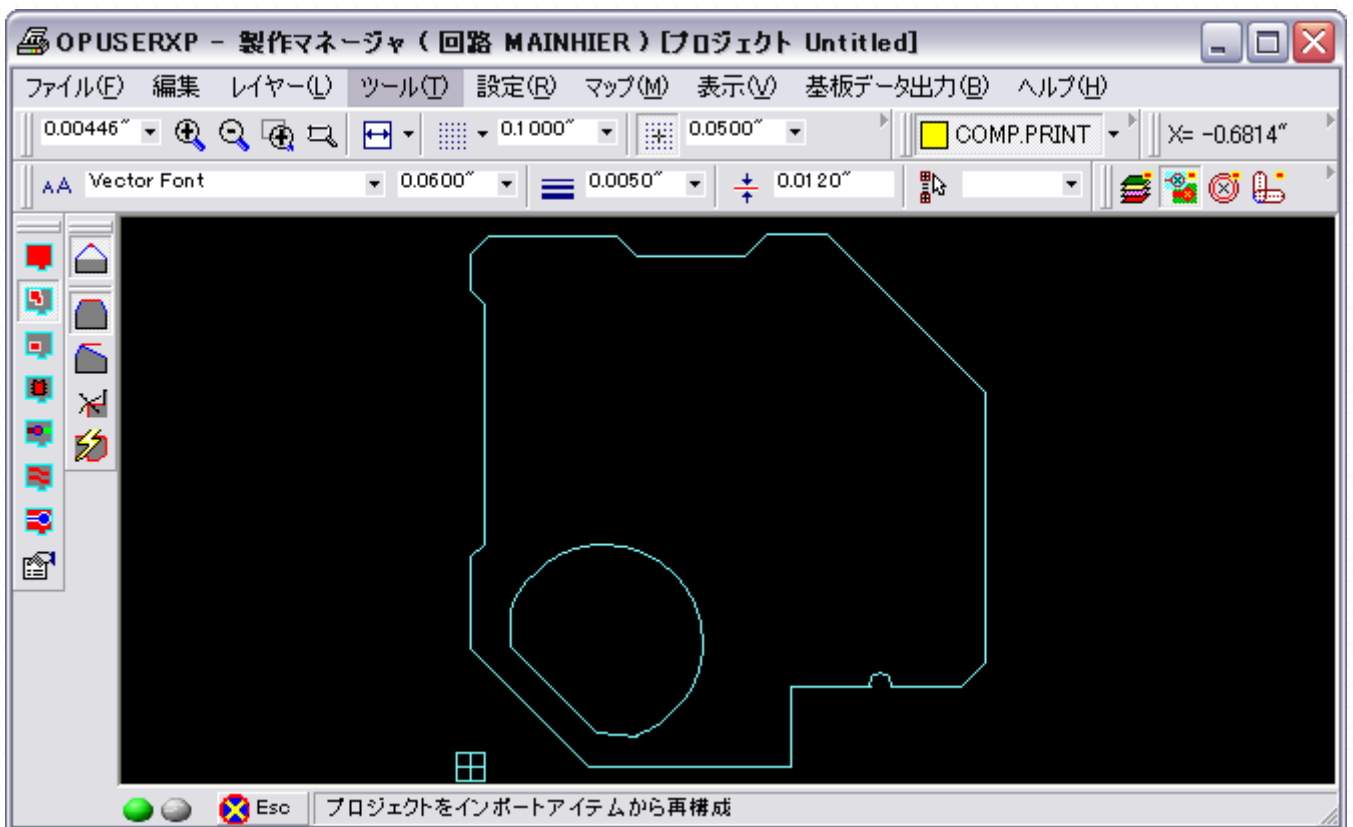 OPUSERXP - 製作マネージャ ( 回路 MAINHIER ) [プロジェクト Untitled]
ファイル(F) 編集 レイヤー(L) ツール(T) 設定(R) マップ(M) 表示(V) 基板データ出力(B) ヘルプ(H)
0.00446" 0.1000" 0.0500" COMP.PRINT X= -0.6814"
AA Vector Font 0.0600" 0.0050" 0.0120"
Esc プロジェクトをインポートアイテムから再構成